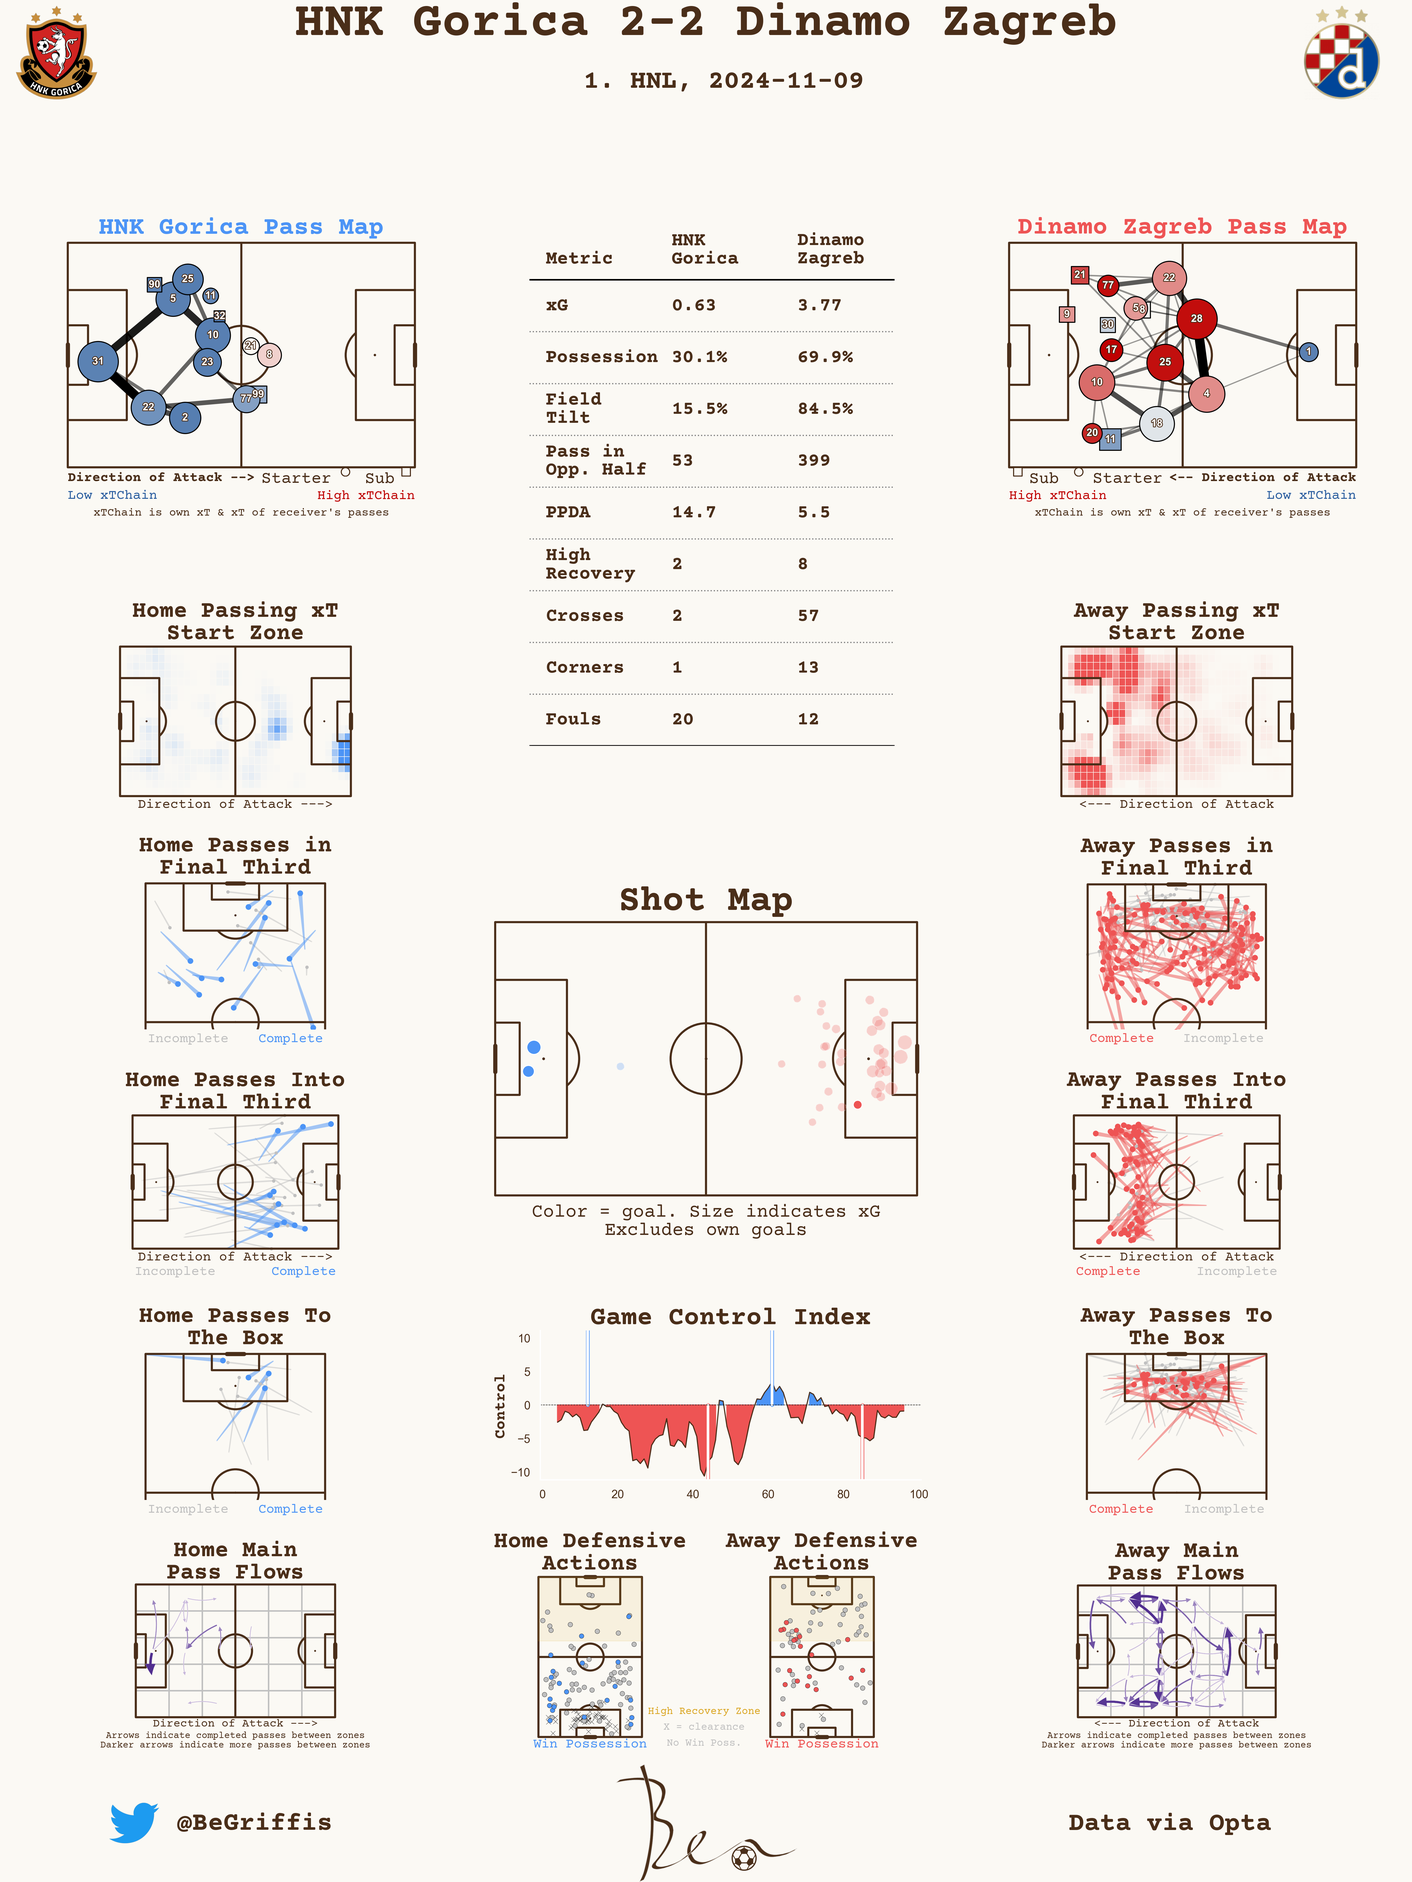 HNK Gorica 2-2 Dinamo Zagreb
1. HNL, 2024-11-09
HNK GORICA
d
HNK Gorica Pass Map
90
25
5
11
32
10
31
23
21
8
22
77
99
2
Direction of Attack --> Starter Sub
Low xTChain High xTChain
xTChain is own xT & xT of receiver's passes
Metric HNK Gorica Dinamo Zagreb
xG 0.63 3.77
Possession 30.1% 69.9%
Field Tilt 15.5% 84.5%
Pass in Opp. Half 53 399
PPDA 14.7 5.5
High Recovery 2 8
Crosses 2 57
Corners 1 13
Fouls 20 12
Dinamo Zagreb Pass Map
21
77
22
9
58
30
28
17
25
1
10
4
18
20
11
Sub Starter <-- Direction of Attack
High xTChain Low xTChain
xTChain is own xT & xT of receiver's passes
Home Passing xT
Start Zone
Direction of Attack --->
Away Passing xT
Start Zone
<--- Direction of Attack
Home Passes in
Final Third
Incomplete Complete
Away Passes in
Final Third
Complete Incomplete
Shot Map
Color = goal. Size indicates xG
Excludes own goals
Home Passes Into
Final Third
Direction of Attack --->
Incomplete Complete
Away Passes Into
Final Third
<--- Direction of Attack
Complete Incomplete
Home Passes To
The Box
Incomplete Complete
Game Control Index
Control
10
5
0
−5
−10
0 20 40 60 80 100
Away Passes To
The Box
Complete Incomplete
Home Main
Pass Flows
Direction of Attack --->
Arrows indicate completed passes between zones
Darker arrows indicate more passes between zones
Home Defensive
Actions
Win Possession
Away Defensive
Actions
Win Possession
High Recovery Zone
X = clearance
No Win Poss.
Away Main
Pass Flows
<--- Direction of Attack
Arrows indicate completed passes between zones
Darker arrows indicate more passes between zones
@BeGriffis
Ben
Data via Opta